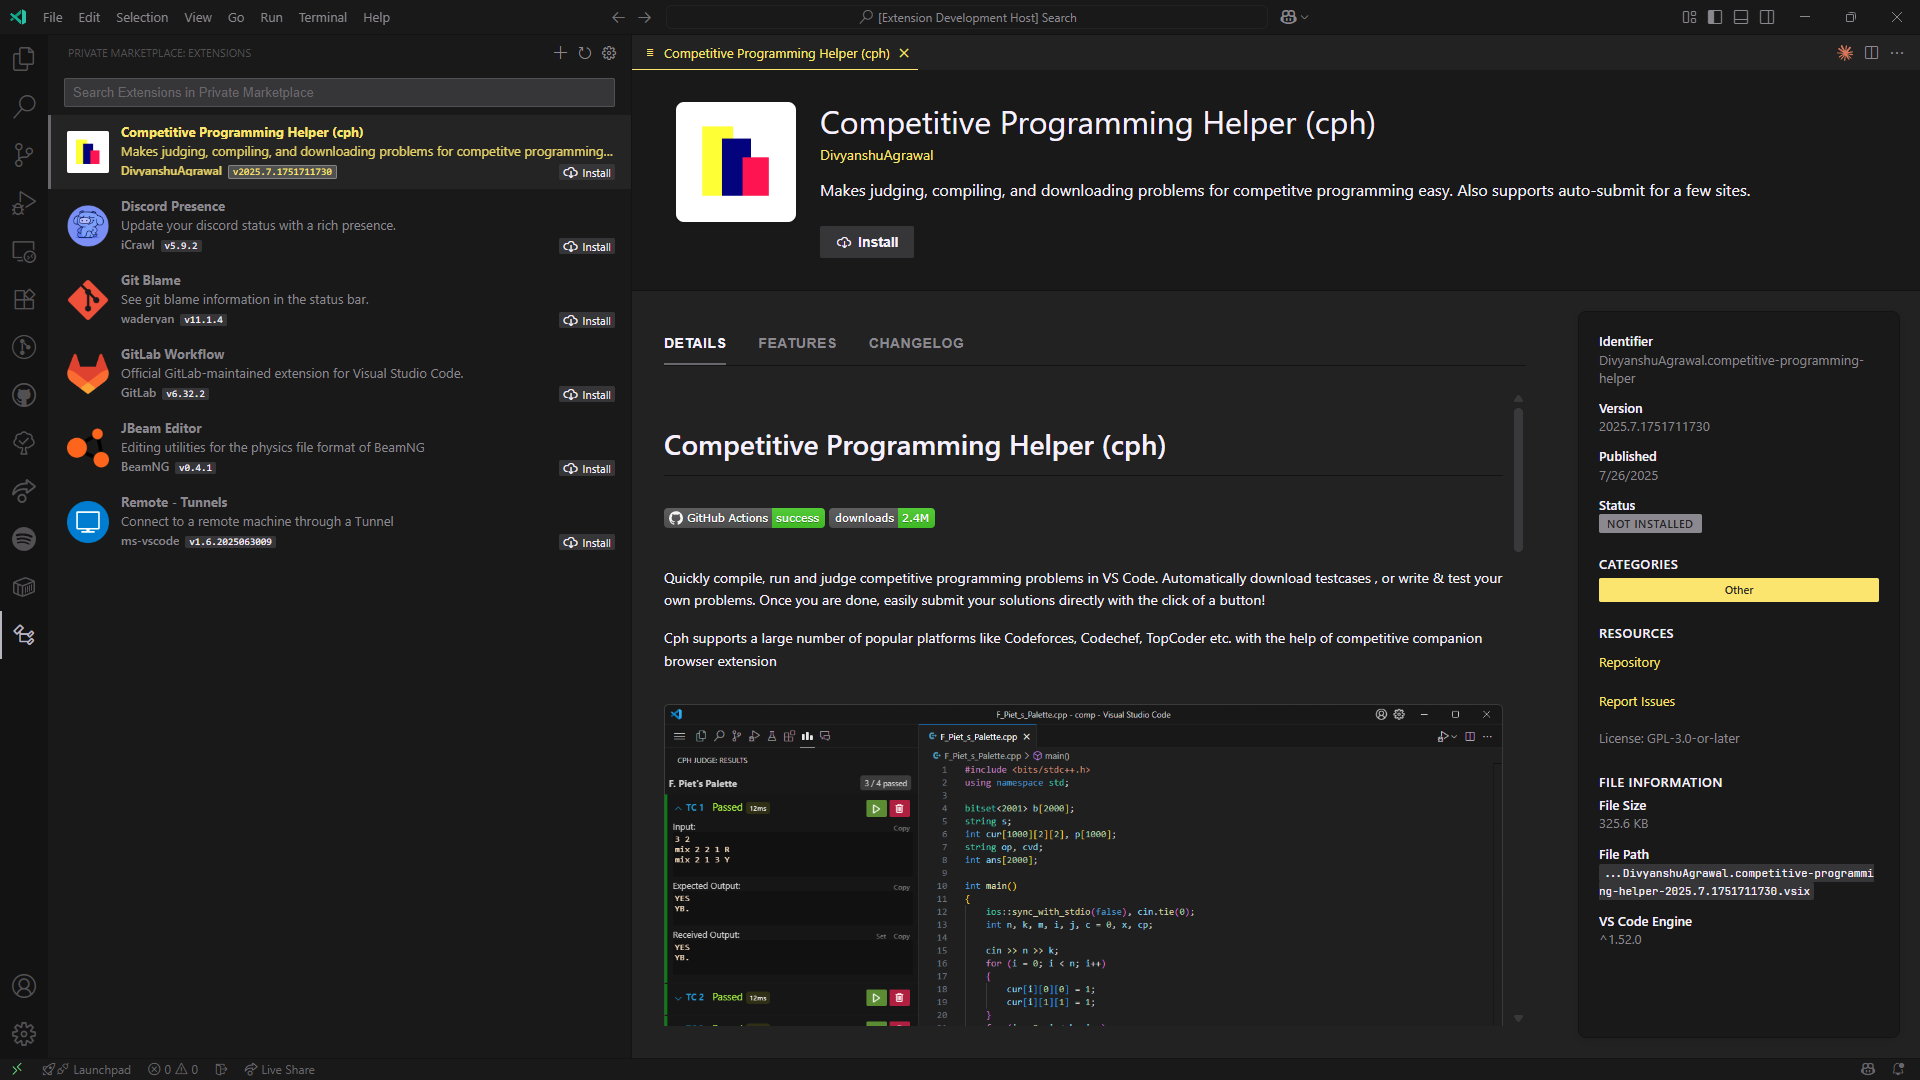 File Edit Selection View Go Run Terminal Help
[Extension Development Host] Search
PRIVATE MARKETPLACE: EXTENSIONS
Search Extensions in Private Marketplace
Competitive Programming Helper (cph)
Makes judging, compiling, and downloading problems for competitve programming...
DivyanshuAgrawal v2025.7.1751711730
Install
Discord Presence
Update your discord status with a rich presence.
iCrawl v5.9.2
Install
Git Blame
See git blame information in the status bar.
waderyan v11.1.4
Install
GitLab Workflow
Official GitLab-maintained extension for Visual Studio Code.
GitLab v6.32.2
Install
JBeam Editor
Editing utilities for the physics file format of BeamNG
BeamNG v0.4.1
Install
Remote - Tunnels
Connect to a remote machine through a Tunnel
ms-vscode v1.6.2025063009
Install
Competitive Programming Helper (cph)
Competitive Programming Helper (cph)
DivyanshuAgrawal
Makes judging, compiling, and downloading problems for competitve programming easy. Also supports auto-submit for a few sites.
Install
DETAILS FEATURES CHANGELOG
Competitive Programming Helper (cph)
GitHub Actions success downloads 2.4M
Quickly compile, run and judge competitive programming problems in VS Code. Automatically download testcases , or write & test your
own problems. Once you are done, easily submit your solutions directly with the click of a button!
Cph supports a large number of popular platforms like Codeforces, Codechef, TopCoder etc. with the help of competitive companion
browser extension
F_Piet_s_Palette.cpp - comp - Visual Studio Code
CPH JUDGE: RESULTS
F. Piet's Palette 3 / 4 passed
TC 1 Passed 12ms
Input: Copy
3 2
mix 2 2 1 R
mix 2 1 3 Y
Expected Output: Copy
YES
YB.
Received Output: Set Copy
YES
YB.
TC 2 Passed 12ms
F_Piet_s_Palette.cpp
F_Piet_s_Palette.cpp > main()
1 #include <bits/stdc++.h>
2 using namespace std;
3
4 bitset<2001> b[2000];
5 string s;
6 int cur[1000][2][2], p[1000];
7 string op, cvd;
8 int ans[2000];
9
10 int main()
11 {
12 ios::sync_with_stdio(false), cin.tie(0);
13 int n, k, m, i, j, c = 0, x, cp;
14
15 cin >> n >> k;
16 for (i = 0; i < n; i++)
17 {
18 cur[i][0][0] = 1;
19 cur[i][1][1] = 1;
20 }
Identifier
DivyanshuAgrawal.competitive-programming-
helper
Version
2025.7.1751711730
Published
7/26/2025
Status
NOT INSTALLED
CATEGORIES
Other
RESOURCES
Repository
Report Issues
License: GPL-3.0-or-later
FILE INFORMATION
File Size
325.6 KB
File Path
...DivyanshuAgrawal.competitive-programmi
ng-helper-2025.7.1751711730.vsix
VS Code Engine
^1.52.0
Launchpad 0 0 Live Share